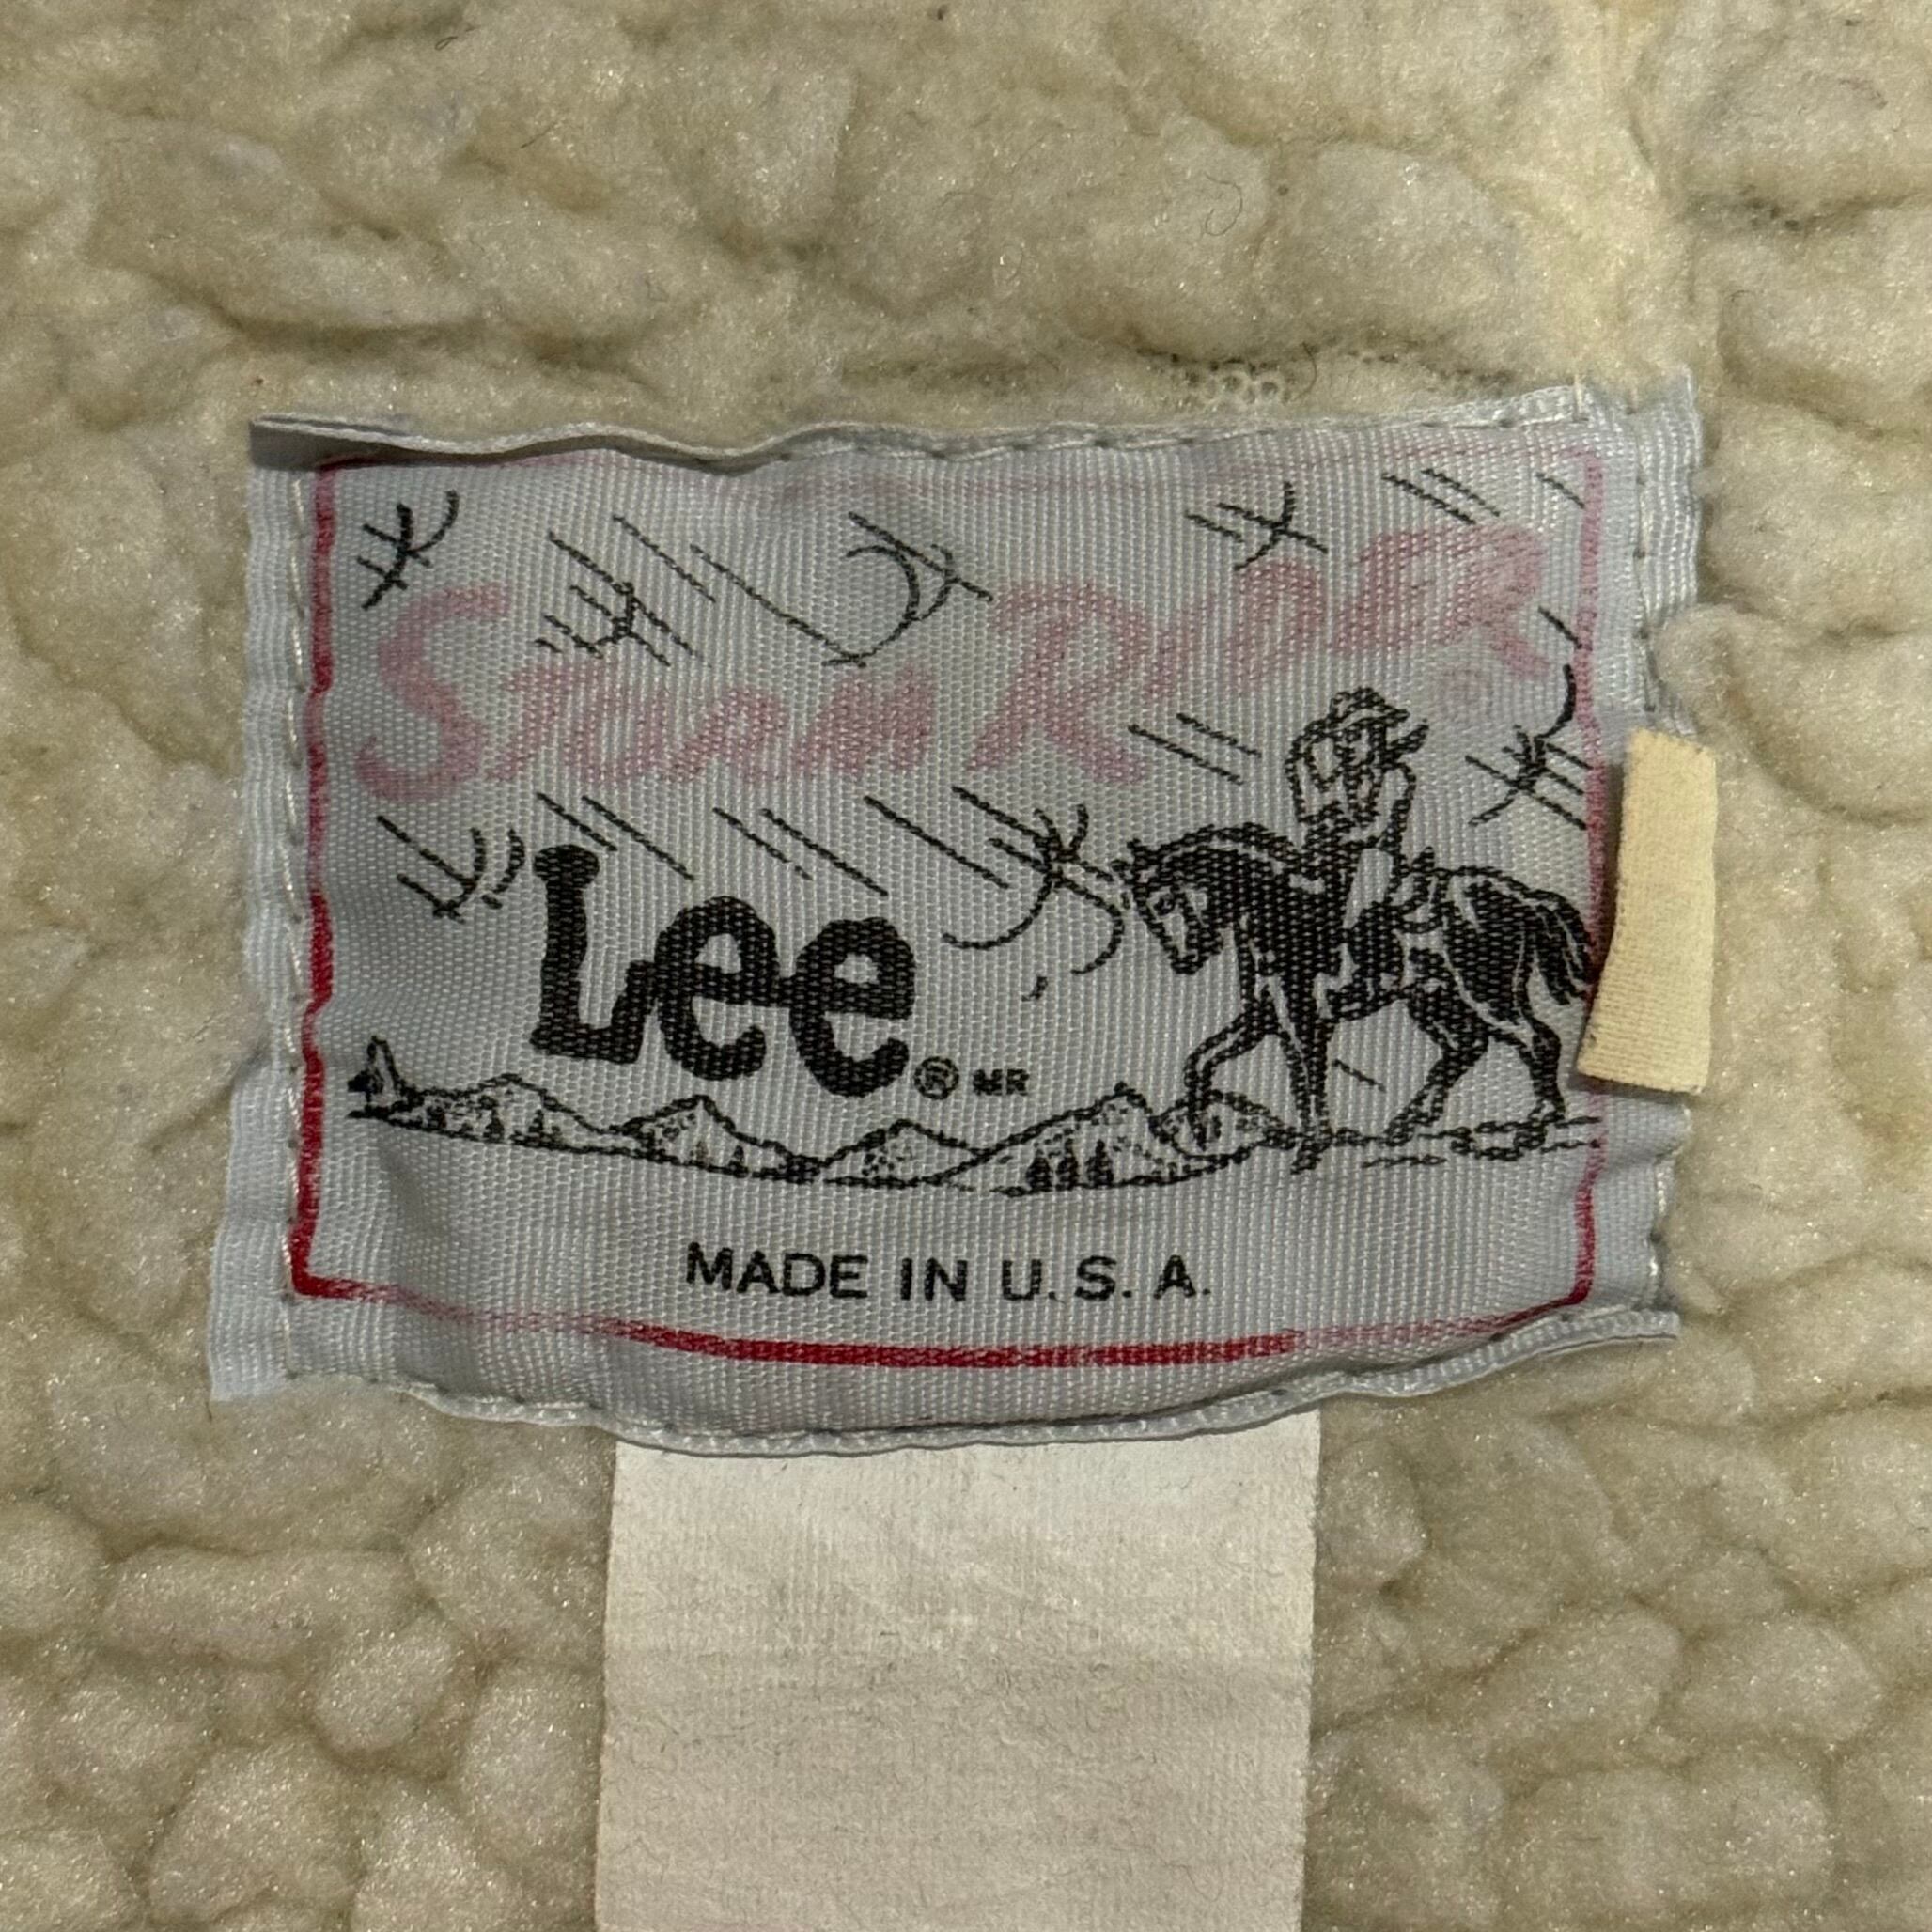 STORM RIDER ®
Lee ® MR
MADE IN U.S.A.